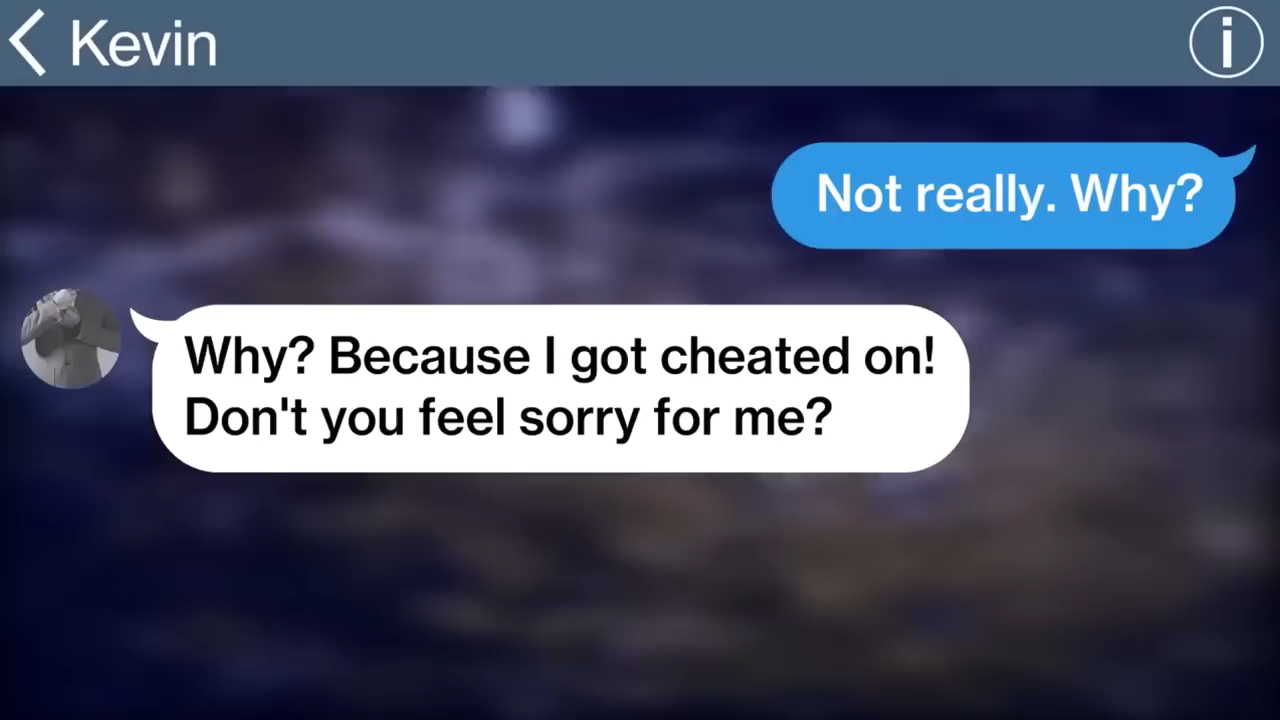 Kevin
Not really. Why?
Why? Because I got cheated on!
Don't you feel sorry for me?